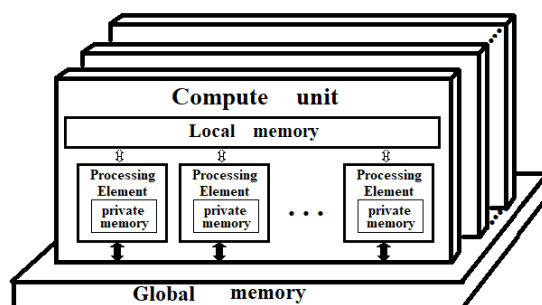 Compute unit
Local memory
Processing
Element
private
memory
Processing
Element
private
memory
. . .
Processing
Element
private
memory
Global memory